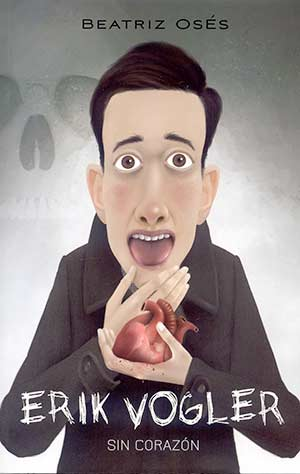 BEATRIZ OSÉS
ERIK VOGLER
SIN CORAZÓN